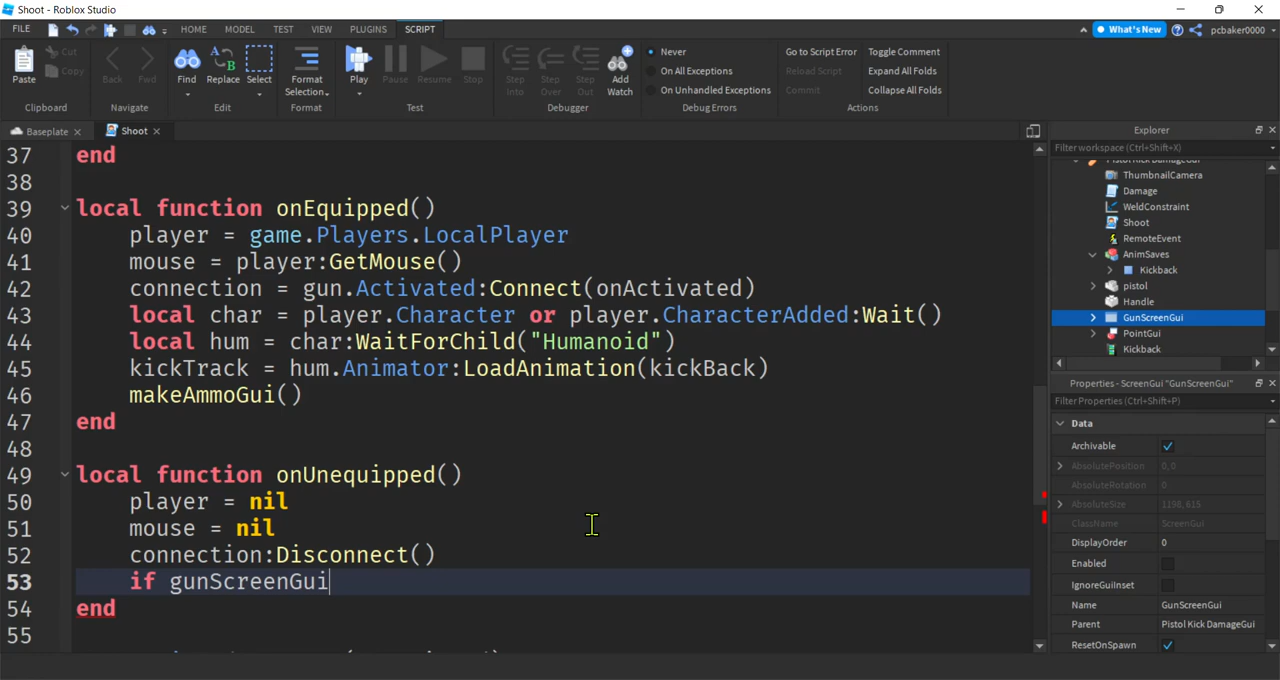 Shoot - Roblox Studio
FILE HOME MODEL TEST VIEW PLUGINS SCRIPT What's New pcbaker0000
Paste Cut Copy Back Fwd Find Replace Select Format Selection Play Pause Resume Stop Step Into Step Over Step Out Add Watch Never On All Exceptions On Unhandled Exceptions Go to Script Error Reload Script Commit Toggle Comment Expand All Folds Collapse All Folds
Clipboard Navigate Edit Format Test Debugger Debug Errors Actions
Baseplate Shoot
37 end
38
39 local function onEquipped()
40 player = game.Players.LocalPlayer
41 mouse = player:GetMouse()
42 connection = gun.Activated:Connect(onActivated)
43 local char = player.Character or player.CharacterAdded:Wait()
44 local hum = char:WaitForChild("Humanoid")
45 kickTrack = hum.Animator:LoadAnimation(kickBack)
46 makeAmmoGui()
47 end
48
49 local function onUnequipped()
50 player = nil
51 mouse = nil
52 connection:Disconnect()
53 if gunScreenGui
54 end
55
Explorer
Filter workspace (Ctrl+Shift+X)
ThumbnailCamera
Damage
WeldConstraint
Shoot
RemoteEvent
AnimSaves
Kickback
pistol
Handle
GunScreenGui
PointGui
Kickback
Properties - ScreenGui "GunScreenGui"
Filter Properties (Ctrl+Shift+P)
Data
Archivable
AbsolutePosition 0, 0
AbsoluteRotation 0
AbsoluteSize 1198, 615
ClassName ScreenGui
DisplayOrder 0
Enabled
IgnoreGuiInset
Name GunScreenGui
Parent Pistol Kick DamageGui
ResetOnSpawn